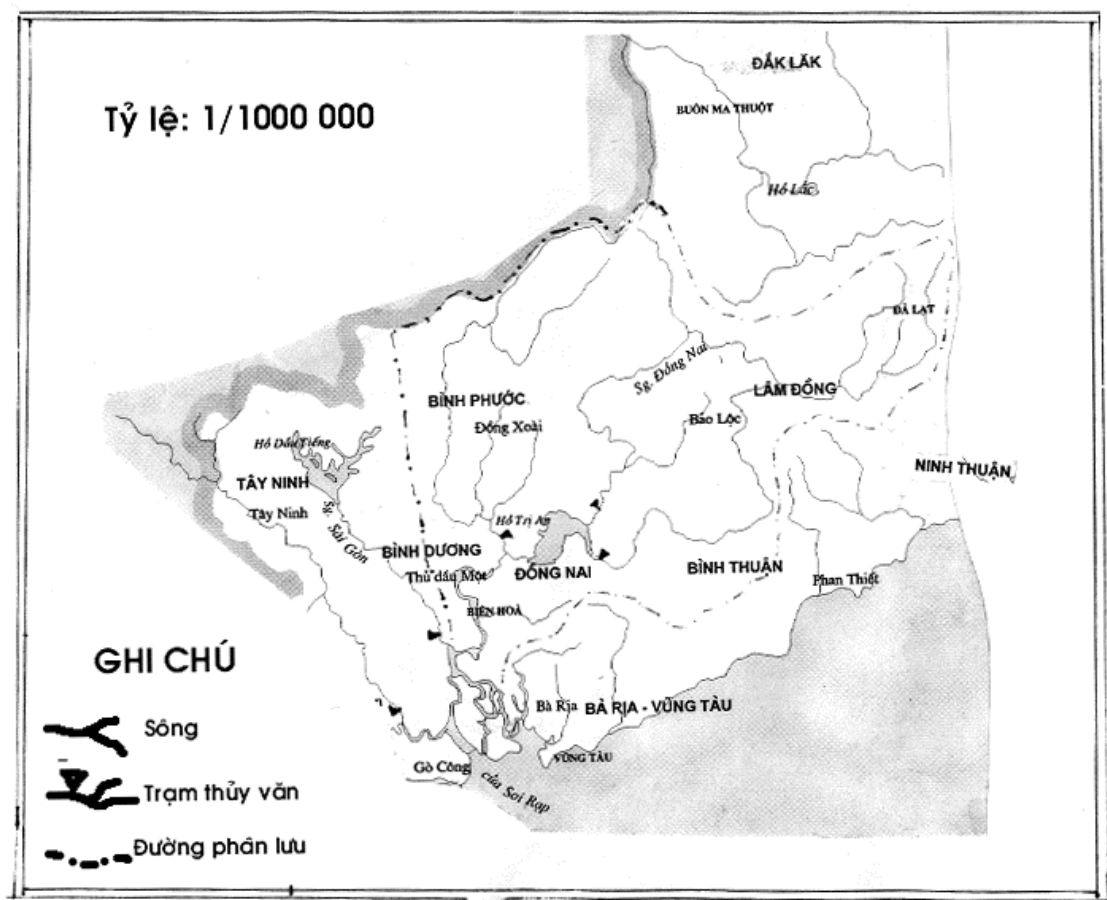 ĐẮK LĂK
BUÔN MA THUỘT
Tỷ lệ: 1/1000 000
Hồ Lắc
ĐÀ LẠT
Sg. Đồng Nai
LÂM ĐỒNG
BÌNH PHƯỚC
Đồng Xoài
Bảo Lộc
Hồ Dầu Tiếng
NINH THUẬN
TÂY NINH
Tây Ninh
Sg. Sài Gòn
Hồ Trị An
BÌNH DƯƠNG
Thủ dầu Một
ĐỒNG NAI
BÌNH THUẬN
Phan Thiết
BIÊN HOÀ
GHI CHÚ
Sông
Trạm thủy văn
Đường phân lưu
Bà Rịa
BÀ RỊA - VŨNG TÀU
VŨNG TÀU
Gò Công
cửa Soi Rạp